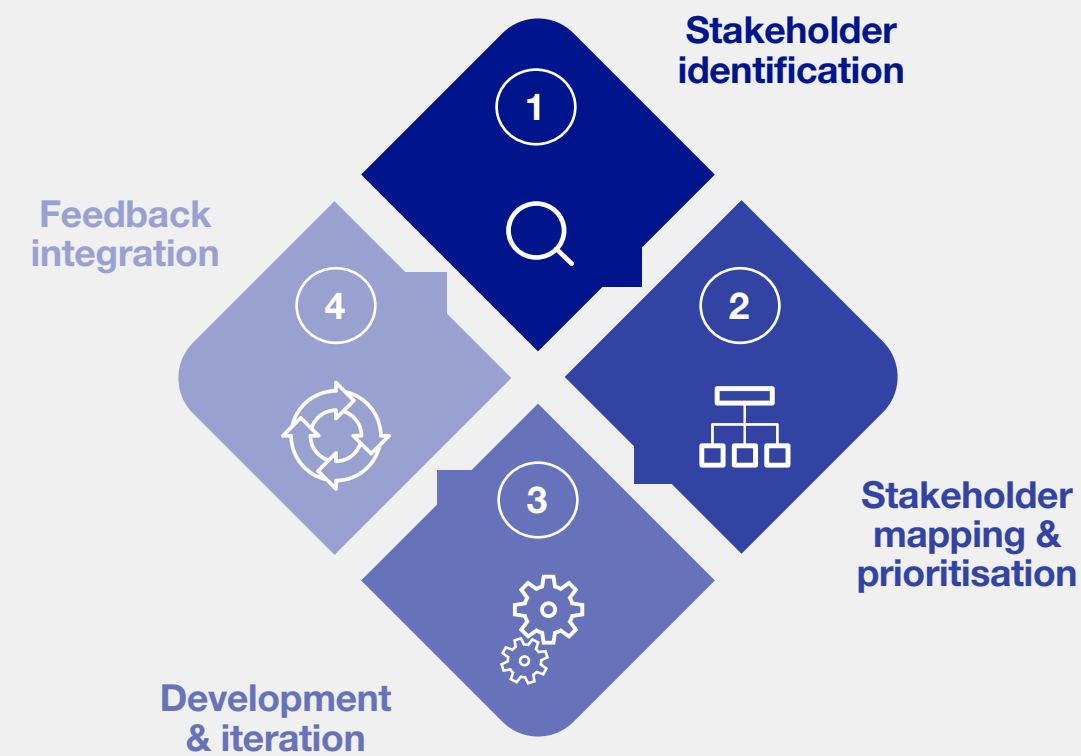 Stakeholder
identification
1
2
Stakeholder
mapping &
prioritisation
3
Development
& iteration
4
Feedback
integration